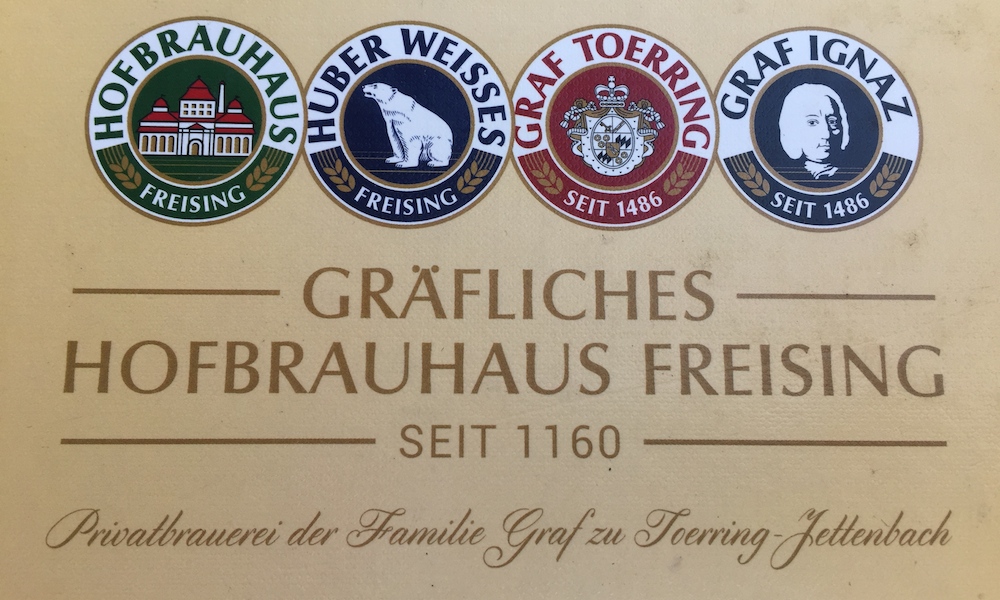 HOFBRAUHAUS FREISING
HUBER WEISSES FREISING
GRAF TOERRING SEIT 1486
GRAF IGNAZ SEIT 1486
GRÄFLICHES
HOFBRAUHAUS FREISING
SEIT 1160
Privatbrauerei der Familie Graf zu Toerring-Jettenbach